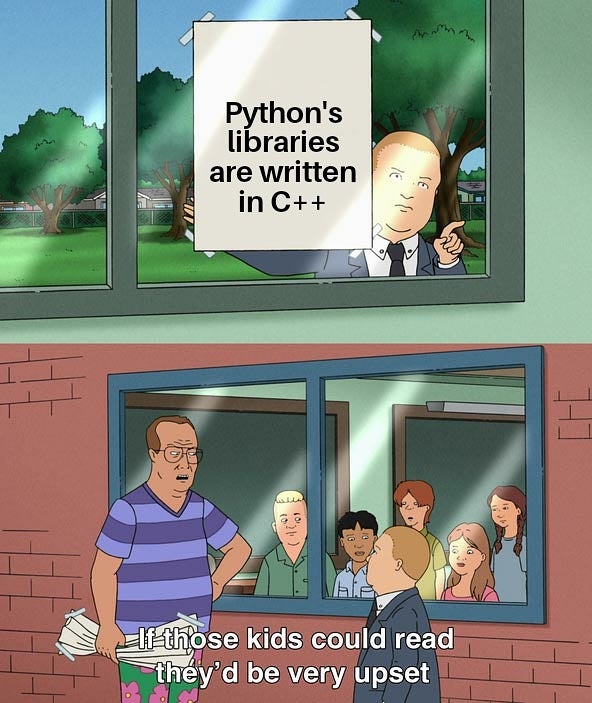 Python's
libraries
are written
in C++
If those kids could read
they'd be very upset